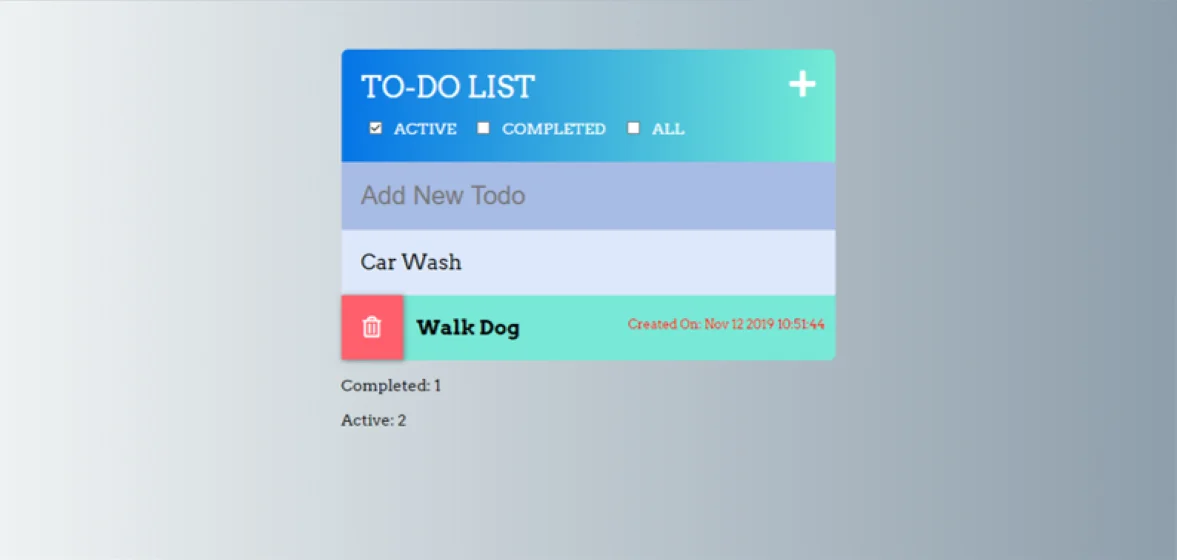 TO-DO LIST
ACTIVE COMPLETED ALL
Add New Todo
Car Wash
Walk Dog Created On: Nov 12 2019 10:51:44
Completed: 1
Active: 2